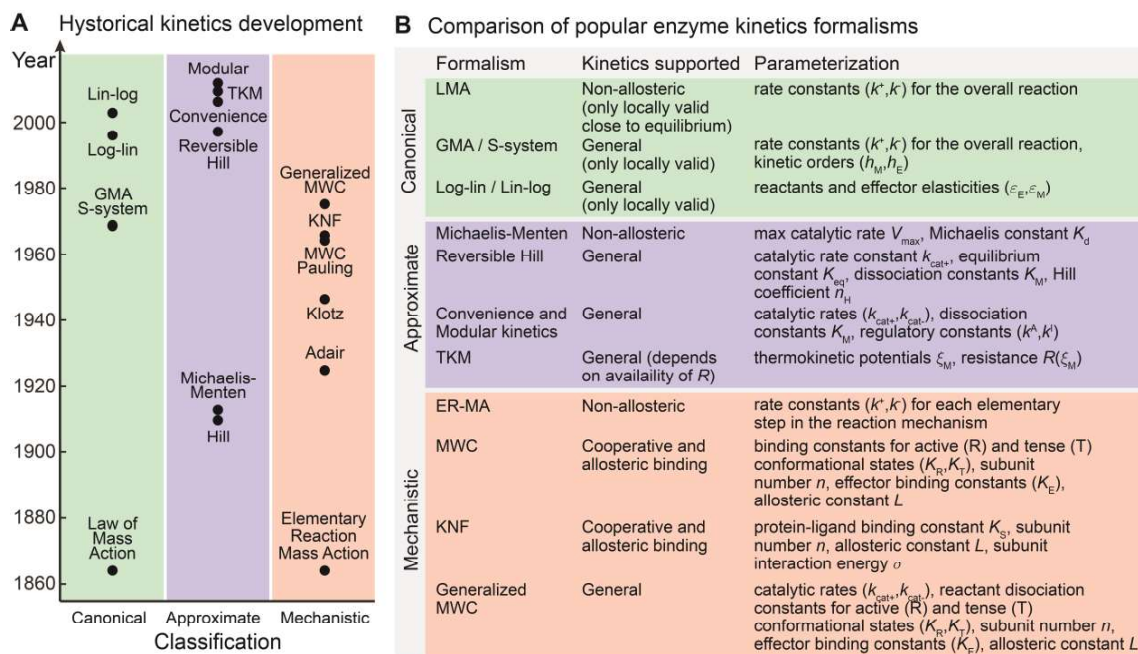 A Hystorical kinetics development
Year
2000
1980
1960
1940
1920
1900
1880
1860
Lin-log
Log-lin
GMA
S-system
Law of
Mass
Action
Modular
TKM
Convenience
Reversible
Hill
Michaelis-
Menten
Hill
Generalized
MWC
KNF
MWC
Pauling
Klotz
Adair
Elementary
Reaction
Mass Action
Canonical Approximate Mechanistic
Classification
B Comparison of popular enzyme kinetics formalisms
Formalism Kinetics supported Parameterization
Canonical
LMA Non-allosteric rate constants (k⁺,k⁻) for the overall reaction
(only locally valid
close to equilibrium)
GMA / S-system General rate constants (k⁺,k⁻) for the overall reaction,
(only locally valid) kinetic orders (h_M,h_E)
Log-lin / Lin-log General reactants and effector elasticities (ε_E,ε_M)
(only locally valid)
Approximate
Michaelis-Menten Non-allosteric max catalytic rate V_max, Michaelis constant K_d
Reversible Hill General catalytic rate constant k_cat+, equilibrium
constant K_eq, dissociation constants K_M, Hill
coefficient n_H
Convenience and General catalytic rates (k_cat+,k_cat-), dissociation
Modular kinetics constants K_M, regulatory constants (k^A,k^I)
TKM General (depends thermokinetic potentials ξ_M, resistance R(ξ_M)
on availaility of R)
Mechanistic
ER-MA Non-allosteric rate constants (k⁺,k⁻) for each elementary
step in the reaction mechanism
MWC Cooperative and binding constants for active (R) and tense (T)
allosteric binding conformational states (K_R,K_T), subunit
number n, effector binding constants (K_E),
allosteric constant L
KNF Cooperative and protein-ligand binding constant K_S, subunit
allosteric binding number n, allosteric constant L, subunit
interaction energy σ
Generalized General catalytic rates (k_cat+,k_cat-), reactant disociation
MWC constants for active (R) and tense (T)
conformational states (K_R,K_T), subunit number n,
effector binding constants (K_E), allosteric constant L